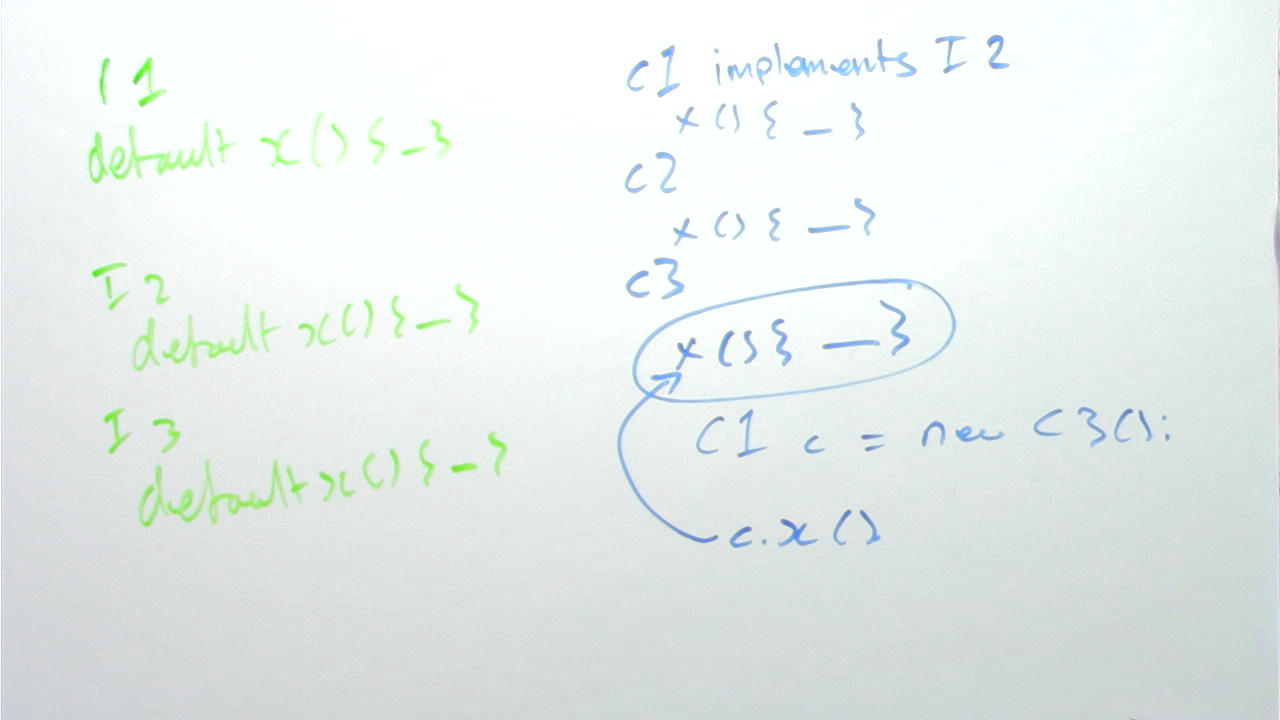 I 1
default x() { _ }
I 2
default x() { _ }
I 3
default x() { _ }
C1 implements I 2
x() { _ }
C2
x() { _ }
C3
x() { _ }
C1 c = new C3();
c.x()